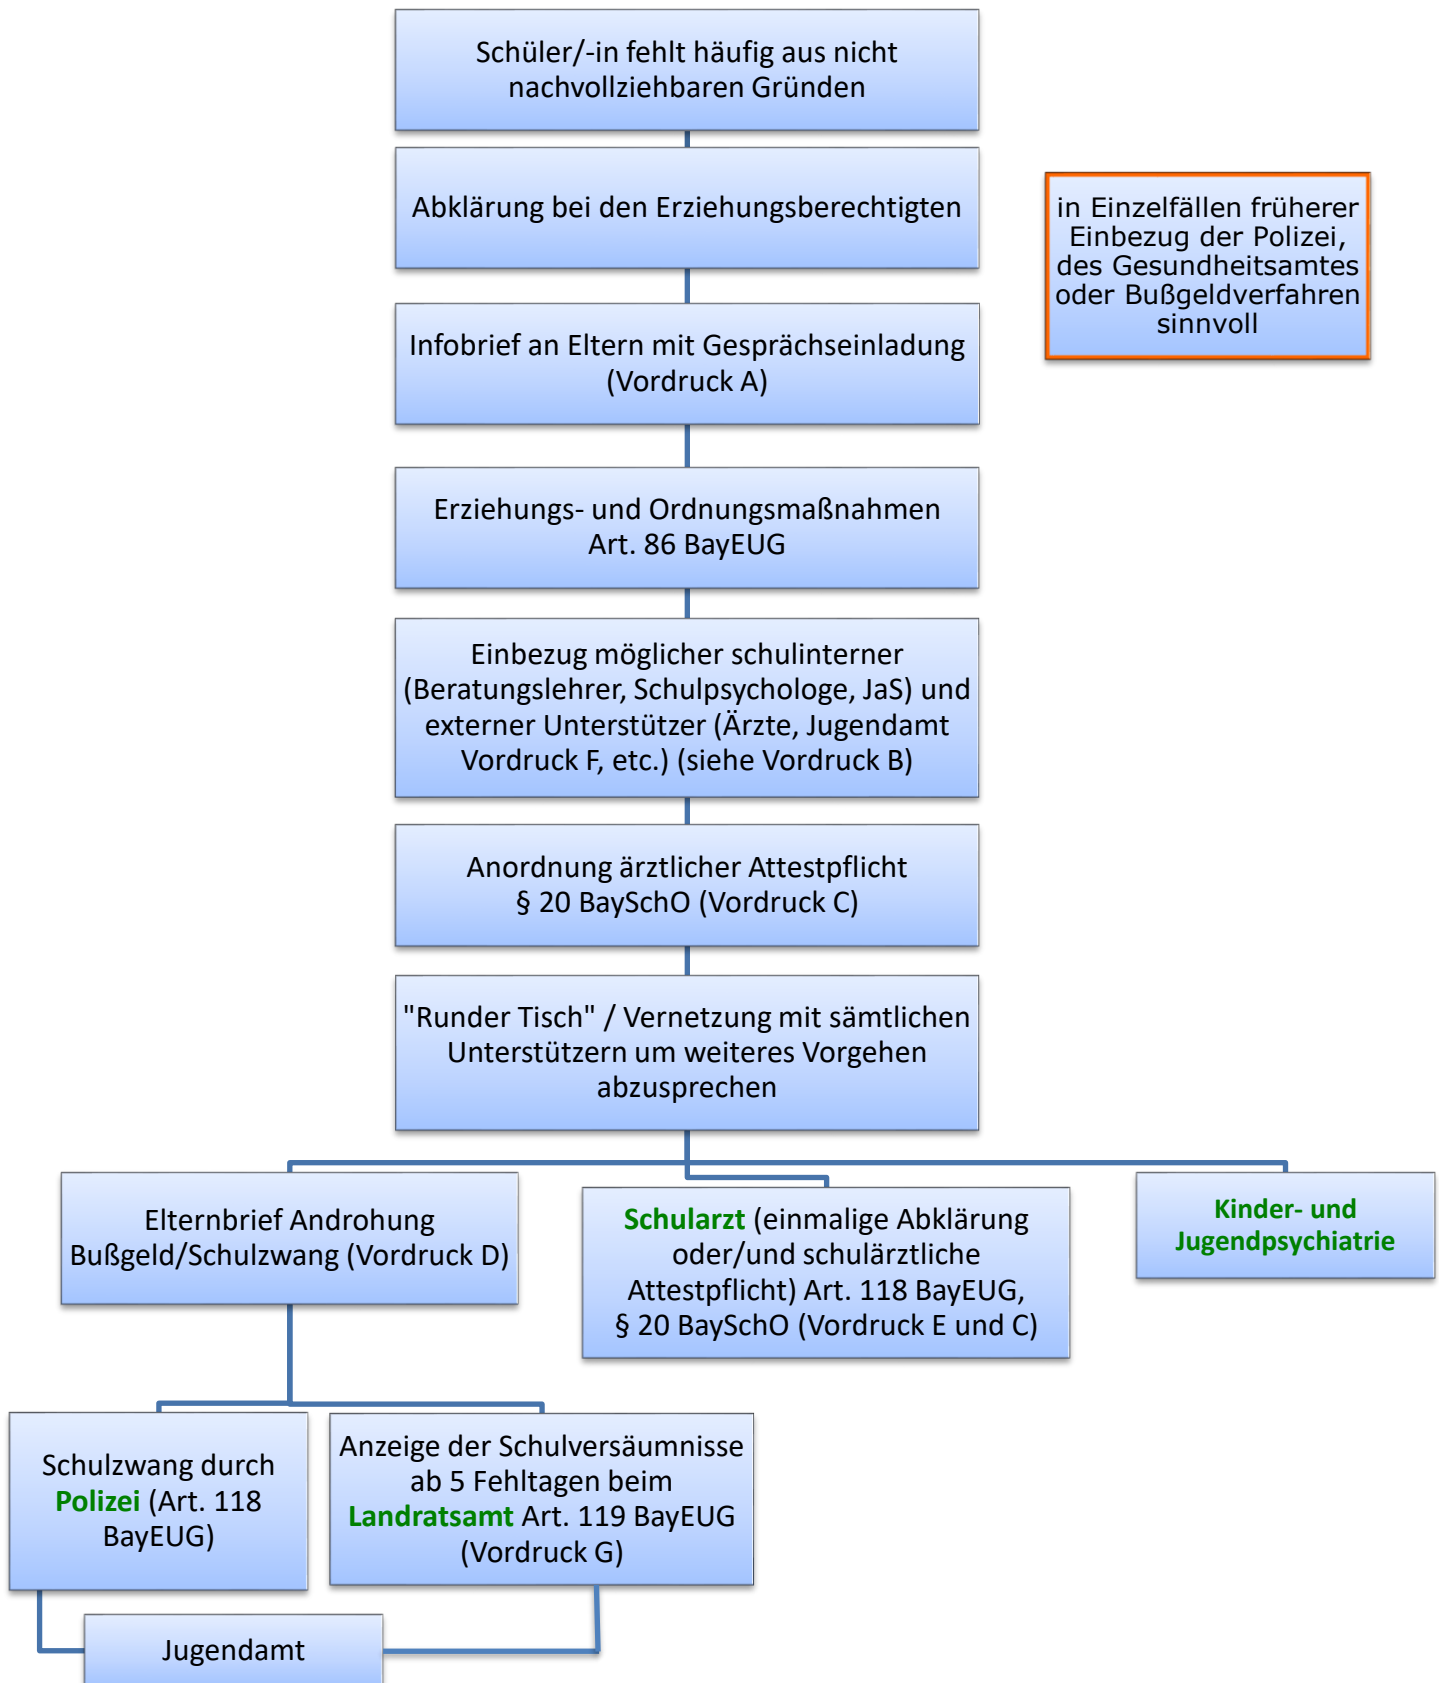 Schüler/-in fehlt häufig aus nicht
nachvollziehbaren Gründen
Abklärung bei den Erziehungsberechtigten
in Einzelfällen früherer
Einbezug der Polizei,
des Gesundheitsamtes
oder Bußgeldverfahren
sinnvoll
Infobrief an Eltern mit Gesprächseinladung
(Vordruck A)
Erziehungs- und Ordnungsmaßnahmen
Art. 86 BayEUG
Einbezug möglicher schulinterner
(Beratungslehrer, Schulpsychologe, JaS) und
externer Unterstützer (Ärzte, Jugendamt
Vordruck F, etc.) (siehe Vordruck B)
Anordnung ärztlicher Attestpflicht
§ 20 BaySchO (Vordruck C)
"Runder Tisch" / Vernetzung mit sämtlichen
Unterstützern um weiteres Vorgehen
abzusprechen
Elternbrief Androhung
Bußgeld/Schulzwang (Vordruck D)
Schularzt (einmalige Abklärung
oder/und schulärztliche
Attestpflicht) Art. 118 BayEUG,
§ 20 BaySchO (Vordruck E und C)
Kinder- und
Jugendpsychiatrie
Schulzwang durch
Polizei (Art. 118
BayEUG)
Anzeige der Schulversäumnisse
ab 5 Fehltagen beim
Landratsamt Art. 119 BayEUG
(Vordruck G)
Jugendamt